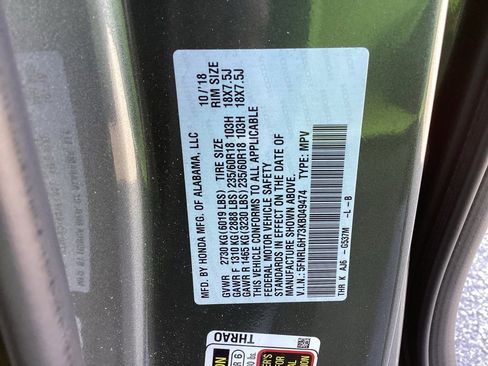 MFD. BY HONDA MFG. OF ALABAMA, LLC 10/'18
TIRE SIZE RIM SIZE
GVWR 2730 KG (6019 LBS)
GAWR F 1310 KG (2888 LBS) 235/60R18 103H 18X7.5J
GAWR R 1465 KG (3230 LBS) 235/60R18 103H 18X7.5J
THIS VEHICLE CONFORMS TO ALL APPLICABLE
FEDERAL MOTOR VEHICLE SAFETY
STANDARDS IN EFFECT ON THE DATE OF
MANUFACTURE SHOWN ABOVE.
V.I.N.: 5FNRL6H73KB049474 TYPE: MPV
THR K AJ6 -GS37M -L -B
THRAO